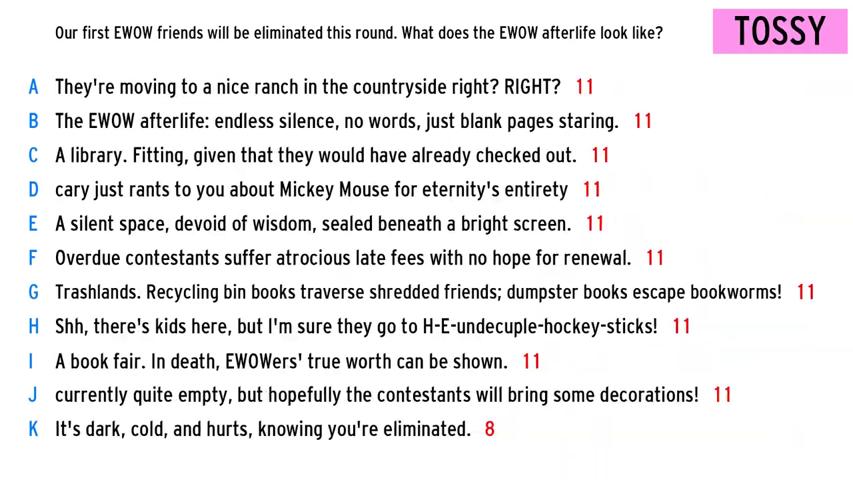 Our first EWOW friends will be eliminated this round. What does the EWOW afterlife look like?
TOSSY
A They're moving to a nice ranch in the countryside right? RIGHT? 11
B The EWOW afterlife: endless silence, no words, just blank pages staring. 11
C A library. Fitting, given that they would have already checked out. 11
D cary just rants to you about Mickey Mouse for eternity's entirety 11
E A silent space, devoid of wisdom, sealed beneath a bright screen. 11
F Overdue contestants suffer atrocious late fees with no hope for renewal. 11
G Trashlands. Recycling bin books traverse shredded friends; dumpster books escape bookworms! 11
H Shh, there's kids here, but I'm sure they go to H-E-undecuple-hockey-sticks! 11
I A book fair. In death, EWOWers' true worth can be shown. 11
J currently quite empty, but hopefully the contestants will bring some decorations! 11
K It's dark, cold, and hurts, knowing you're eliminated. 8